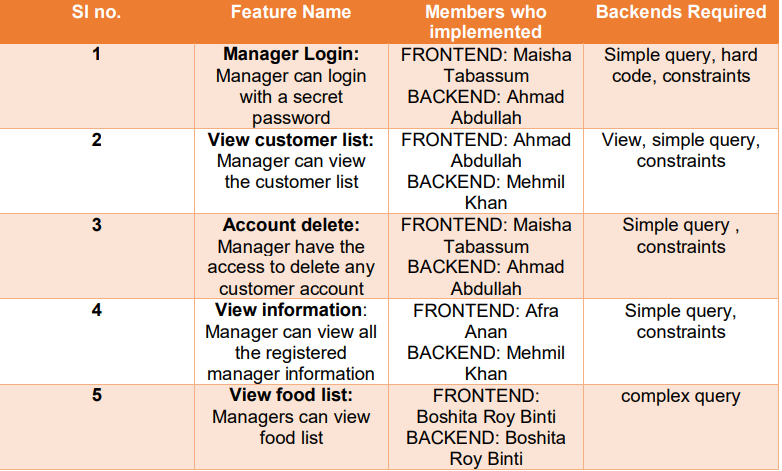 Sl no. Feature Name Members who implemented Backends Required
1 Manager Login: FRONTEND: Maisha Simple query, hard
Manager can login Tabassum code, constraints
with a secret BACKEND: Ahmad
password Abdullah
2 View customer list: FRONTEND: Ahmad View, simple query,
Manager can view Abdullah constraints
the customer list BACKEND: Mehmil
Khan
3 Account delete: FRONTEND: Maisha Simple query ,
Manager have the Tabassum constraints
access to delete any BACKEND: Ahmad
customer account Abdullah
4 View information: FRONTEND: Afra Simple query,
Manager can view all Anan constraints
the registered BACKEND: Mehmil
manager information Khan
5 View food list: FRONTEND: complex query
Managers can view Boshita Roy Binti
food list BACKEND: Boshita
Roy Binti